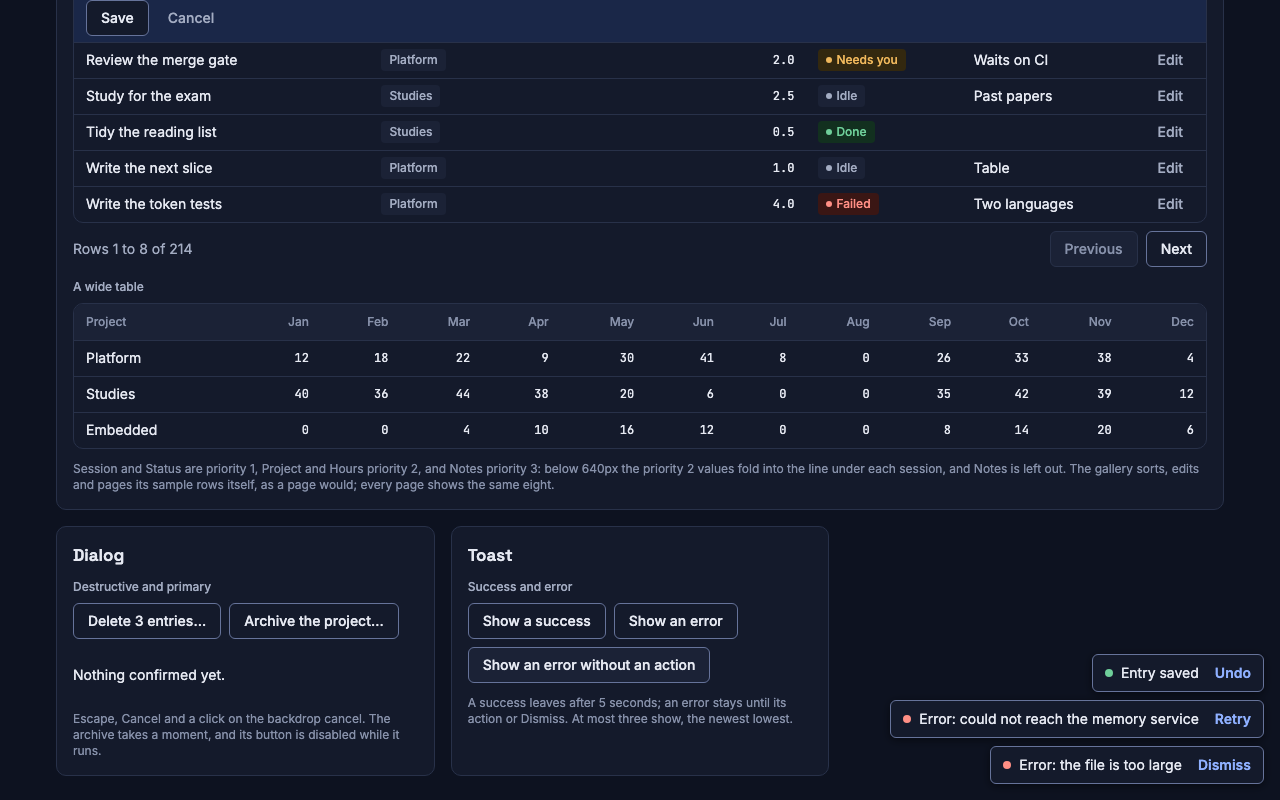 Save Cancel
Review the merge gate Platform 2.0 Needs you Waits on CI Edit
Study for the exam Studies 2.5 Idle Past papers Edit
Tidy the reading list Studies 0.5 Done Edit
Write the next slice Platform 1.0 Idle Table Edit
Write the token tests Platform 4.0 Failed Two languages Edit
Rows 1 to 8 of 214 Previous Next
A wide table
Project Jan Feb Mar Apr May Jun Jul Aug Sep Oct Nov Dec
Platform 12 18 22 9 30 41 8 0 26 33 38 4
Studies 40 36 44 38 20 6 0 0 35 42 39 12
Embedded 0 0 4 10 16 12 0 0 8 14 20 6
Session and Status are priority 1, Project and Hours priority 2, and Notes priority 3: below 640px the priority 2 values fold into the line under each session, and Notes is left out. The gallery sorts, edits
and pages its sample rows itself, as a page would; every page shows the same eight.
Dialog
Destructive and primary
Delete 3 entries... Archive the project...
Nothing confirmed yet.
Escape, Cancel and a click on the backdrop cancel. The
archive takes a moment, and its button is disabled while it
runs.
Toast
Success and error
Show a success Show an error
Show an error without an action
A success leaves after 5 seconds; an error stays until its
action or Dismiss. At most three show, the newest lowest.
Entry saved Undo
Error: could not reach the memory service Retry
Error: the file is too large Dismiss